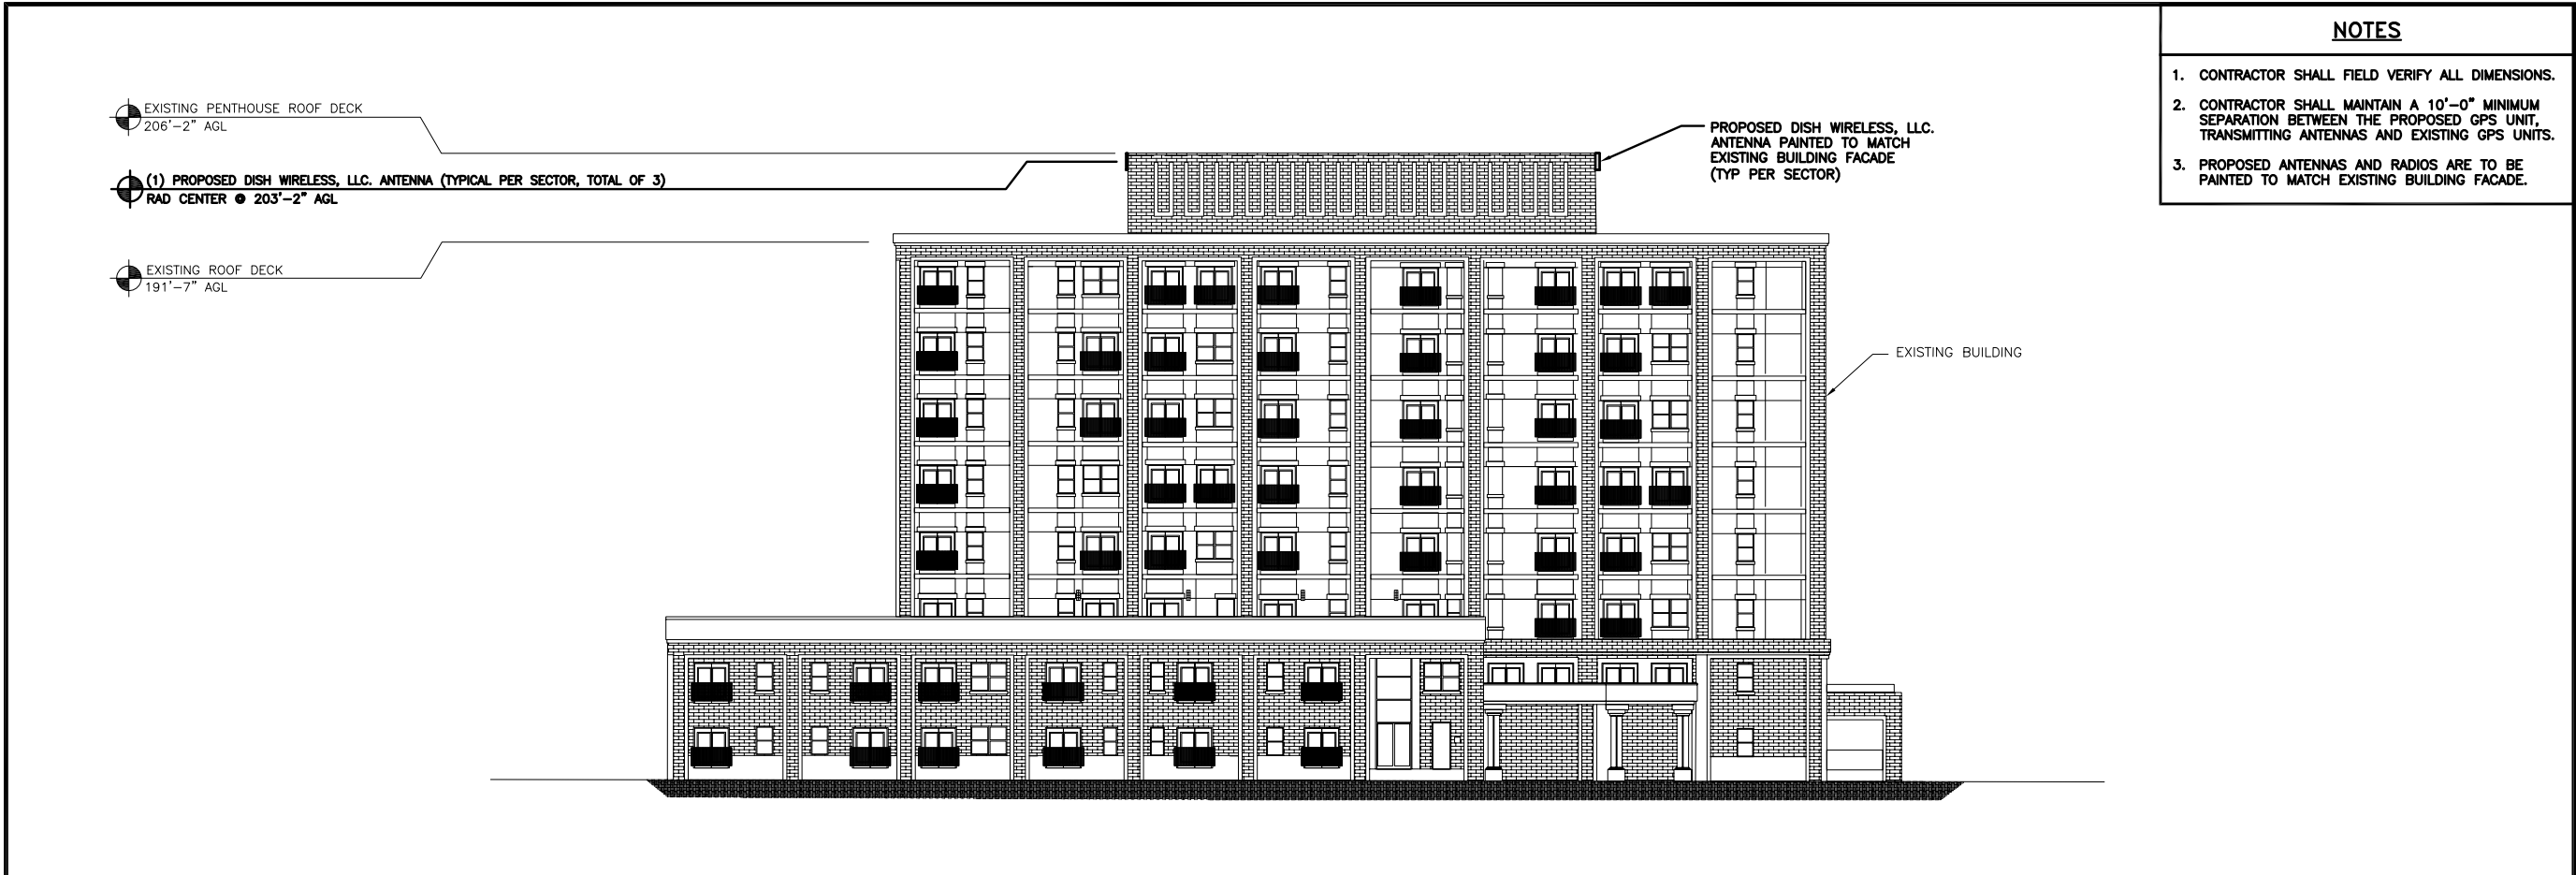 NOTES
1. CONTRACTOR SHALL FIELD VERIFY ALL DIMENSIONS.
2. CONTRACTOR SHALL MAINTAIN A 10'-0" MINIMUM
SEPARATION BETWEEN THE PROPOSED GPS UNIT,
TRANSMITTING ANTENNAS AND EXISTING GPS UNITS.
3. PROPOSED ANTENNAS AND RADIOS ARE TO BE
PAINTED TO MATCH EXISTING BUILDING FACADE.
EXISTING PENTHOUSE ROOF DECK
206'-2" AGL
(1) PROPOSED DISH WIRELESS, LLC. ANTENNA (TYPICAL PER SECTOR, TOTAL OF 3)
RAD CENTER @ 203'-2" AGL
EXISTING ROOF DECK
191'-7" AGL
PROPOSED DISH WIRELESS, LLC.
ANTENNA PAINTED TO MATCH
EXISTING BUILDING FACADE
(TYP PER SECTOR)
EXISTING BUILDING